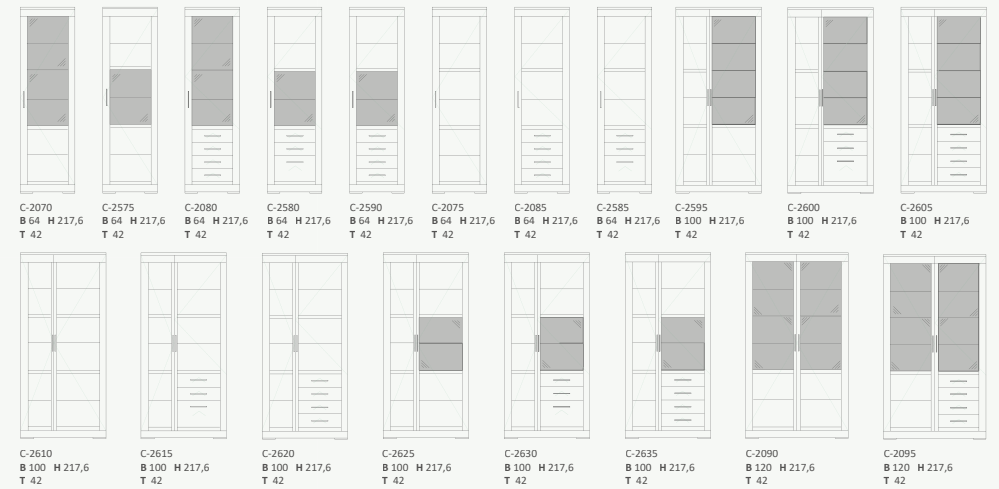 C-2070
B 64 H 217,6
T 42
C-2575
B 64 H 217,6
T 42
C-2080
B 64 H 217,6
T 42
C-2580
B 64 H 217,6
T 42
C-2590
B 64 H 217,6
T 42
C-2075
B 64 H 217,6
T 42
C-2085
B 64 H 217,6
T 42
C-2585
B 64 H 217,6
T 42
C-2595
B 100 H 217,6
T 42
C-2600
B 100 H 217,6
T 42
C-2605
B 100 H 217,6
T 42
C-2610
B 100 H 217,6
T 42
C-2615
B 100 H 217,6
T 42
C-2620
B 100 H 217,6
T 42
C-2625
B 100 H 217,6
T 42
C-2630
B 100 H 217,6
T 42
C-2635
B 100 H 217,6
T 42
C-2090
B 120 H 217,6
T 42
C-2095
B 120 H 217,6
T 42